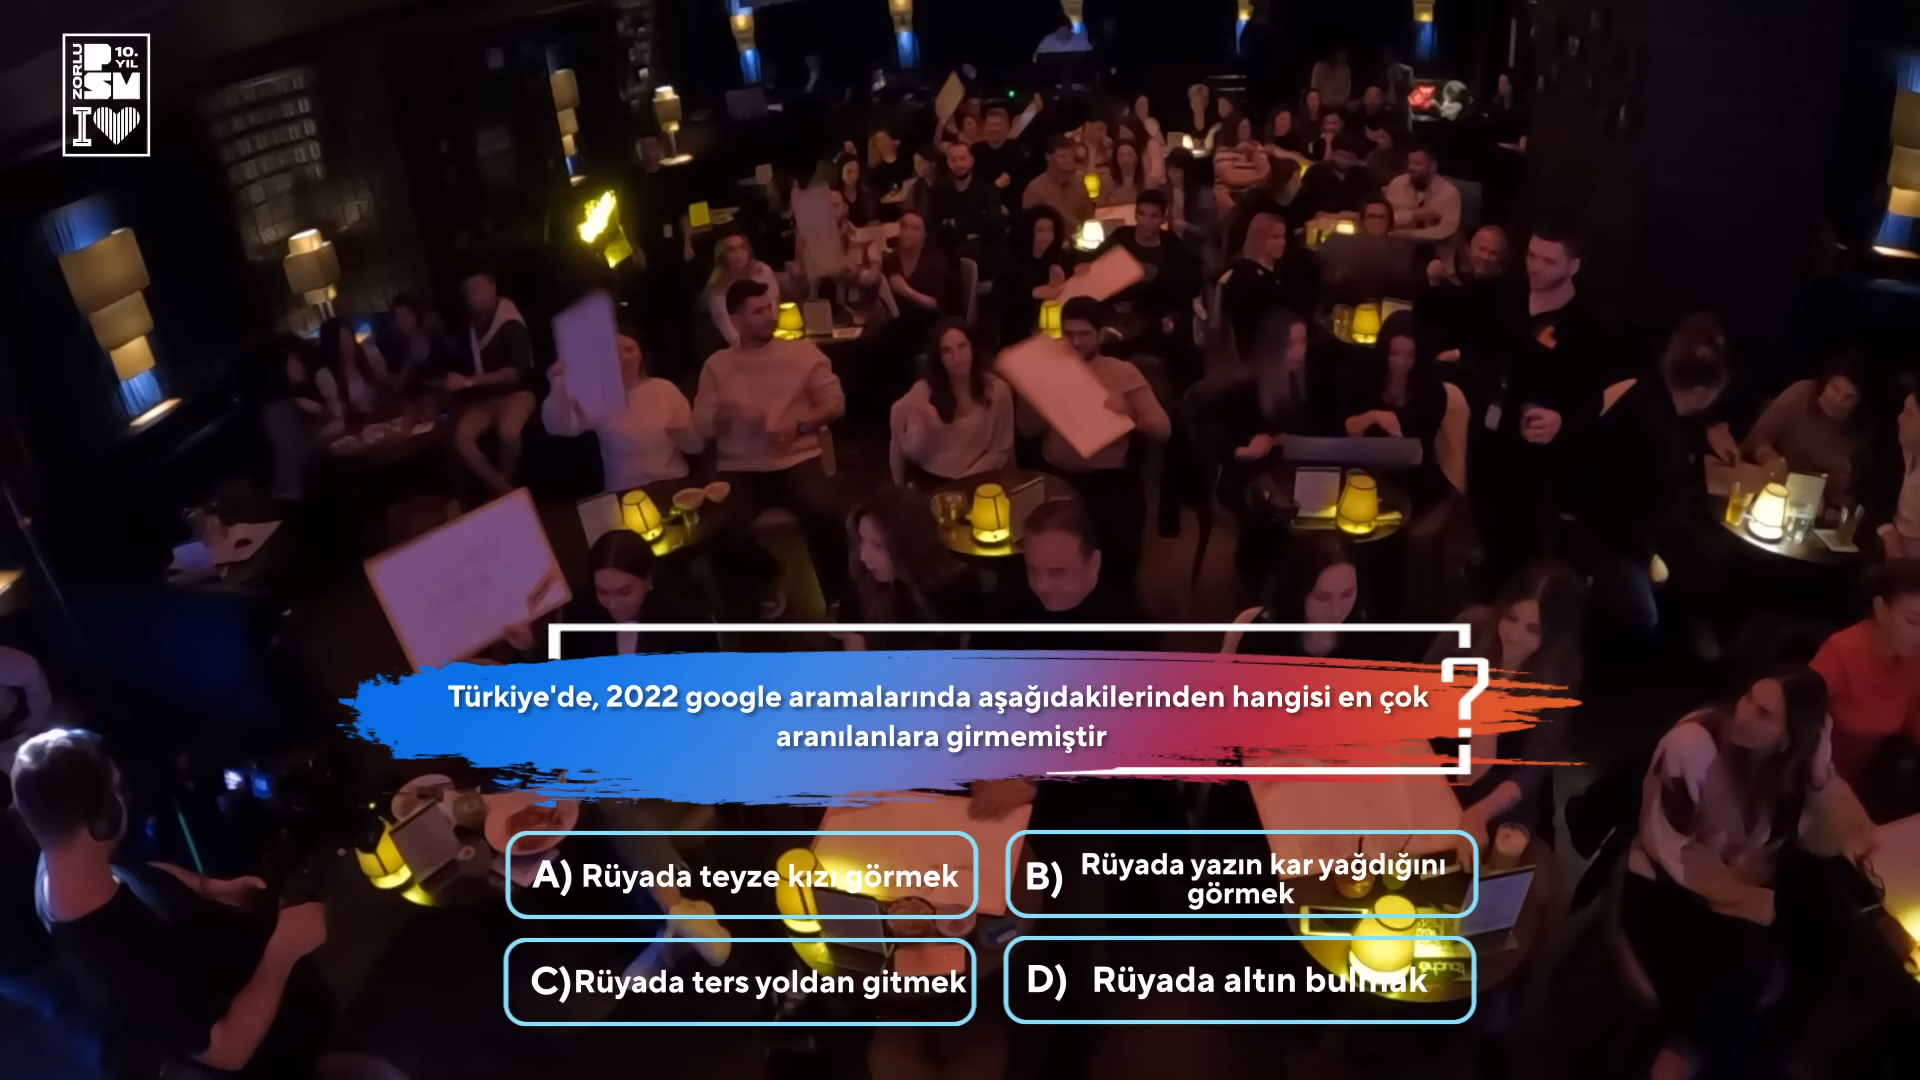 ZORLU
PSM
10.
YIL
I
Türkiye'de, 2022 google aramalarında aşağıdakilerinden hangisi en çok
aranılanlara girmemiştir
?
A) Rüyada teyze kızı görmek
B) Rüyada yazın kar yağdığını
görmek
C) Rüyada ters yoldan gitmek
D) Rüyada altın bulmak